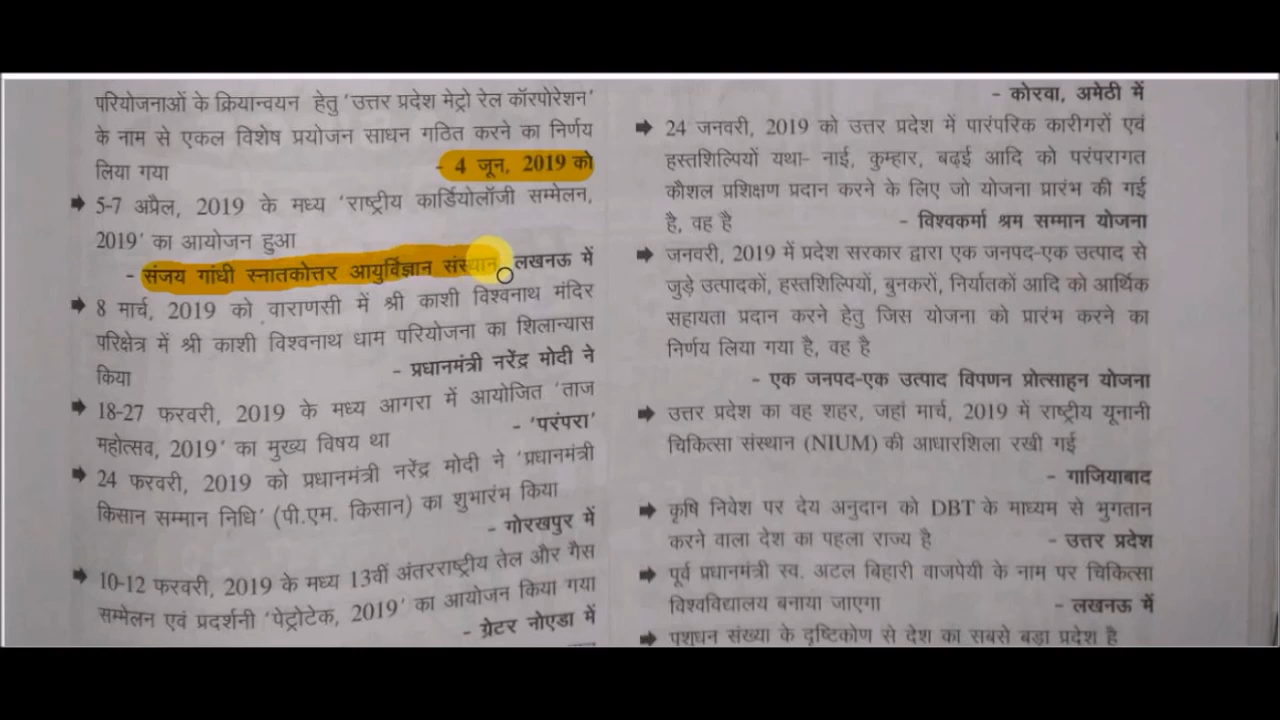 परियोजनाओं के क्रियान्वयन हेतु 'उत्तर प्रदेश मेट्रो रेल कॉरपोरेशन'
के नाम से एकल विशेष प्रयोजन साधन गठित करने का निर्णय
लिया गया - 4 जून, 2019 को
➡ 5-7 अप्रैल, 2019 के मध्य 'राष्ट्रीय कार्डियोलॉजी सम्मेलन,
2019' का आयोजन हुआ
- संजय गांधी स्नातकोत्तर आयुर्विज्ञान संस्थान, लखनऊ में
➡ 8 मार्च, 2019 को वाराणसी में श्री काशी विश्वनाथ मंदिर
परिक्षेत्र में श्री काशी विश्वनाथ धाम परियोजना का शिलान्यास
किया - प्रधानमंत्री नरेंद्र मोदी ने
➡ 18-27 फरवरी, 2019 के मध्य आगरा में आयोजित 'ताज
महोत्सव, 2019' का मुख्य विषय था - 'परंपरा'
➡ 24 फरवरी, 2019 को प्रधानमंत्री नरेंद्र मोदी ने 'प्रधानमंत्री
किसान सम्मान निधि' (पी.एम. किसान) का शुभारंभ किया
- गोरखपुर में
➡ 10-12 फरवरी, 2019 के मध्य 13वीं अंतरराष्ट्रीय तेल और गैस
सम्मेलन एवं प्रदर्शनी 'पेट्रोटेक, 2019' का आयोजन किया गया
- ग्रेटर नोएडा में
- कोरवा, अमेठी में
➡ 24 जनवरी, 2019 को उत्तर प्रदेश में पारंपरिक कारीगरों एवं
हस्तशिल्पियों यथा- नाई, कुम्हार, बढ़ई आदि को परंपरागत
कौशल प्रशिक्षण प्रदान करने के लिए जो योजना प्रारंभ की गई
है, वह है - विश्वकर्मा श्रम सम्मान योजना
➡ जनवरी, 2019 में प्रदेश सरकार द्वारा एक जनपद-एक उत्पाद से
जुड़े उत्पादकों, हस्तशिल्पियों, बुनकरों, निर्यातकों आदि को आर्थिक
सहायता प्रदान करने हेतु जिस योजना को प्रारंभ करने का
निर्णय लिया गया है, वह है
- एक जनपद-एक उत्पाद विपणन प्रोत्साहन योजना
➡ उत्तर प्रदेश का वह शहर, जहां मार्च, 2019 में राष्ट्रीय यूनानी
चिकित्सा संस्थान (NIUM) की आधारशिला रखी गई
- गाजियाबाद
➡ कृषि निवेश पर देय अनुदान को DBT के माध्यम से भुगतान
करने वाला देश का पहला राज्य है - उत्तर प्रदेश
➡ पूर्व प्रधानमंत्री स्व. अटल बिहारी वाजपेयी के नाम पर चिकित्सा
विश्वविद्यालय बनाया जाएगा - लखनऊ में
➡ पशुधन संख्या के दृष्टिकोण से देश का सबसे बड़ा प्रदेश है